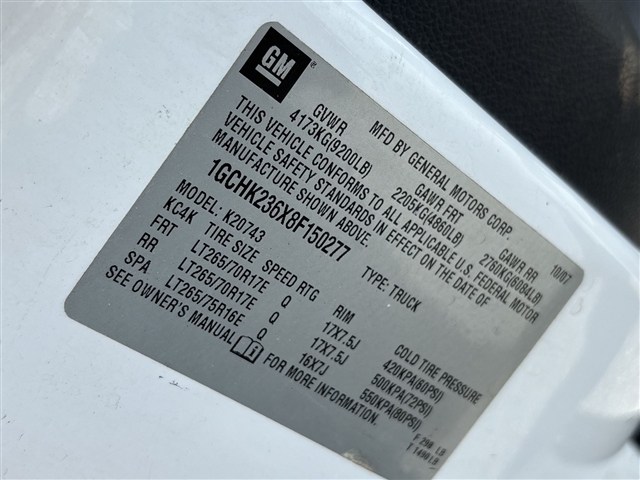 GM
MFD BY GENERAL MOTORS CORP. 10/07
GVWR GAWR FRT GAWR RR
4173KG(9200LB) 2205KG(4860LB) 2760KG(6084LB)
THIS VEHICLE CONFORMS TO ALL APPLICABLE U.S. FEDERAL MOTOR
VEHICLE SAFETY STANDARDS IN EFFECT ON THE DATE OF
MANUFACTURE SHOWN ABOVE.
1GCHK236X8F150277 TYPE: TRUCK
MODEL: K20743
KC4K TIRE SIZE SPEED RTG RIM COLD TIRE PRESSURE
FRT LT265/70R17E Q 17X7.5J 420KPA(60PSI)
RR LT265/70R17E Q 17X7.5J 500KPA(72PSI)
SPA LT265/75R16E Q 16X7J 550KPA(80PSI)
SEE OWNER'S MANUAL FOR MORE INFORMATION.
F 298 LB